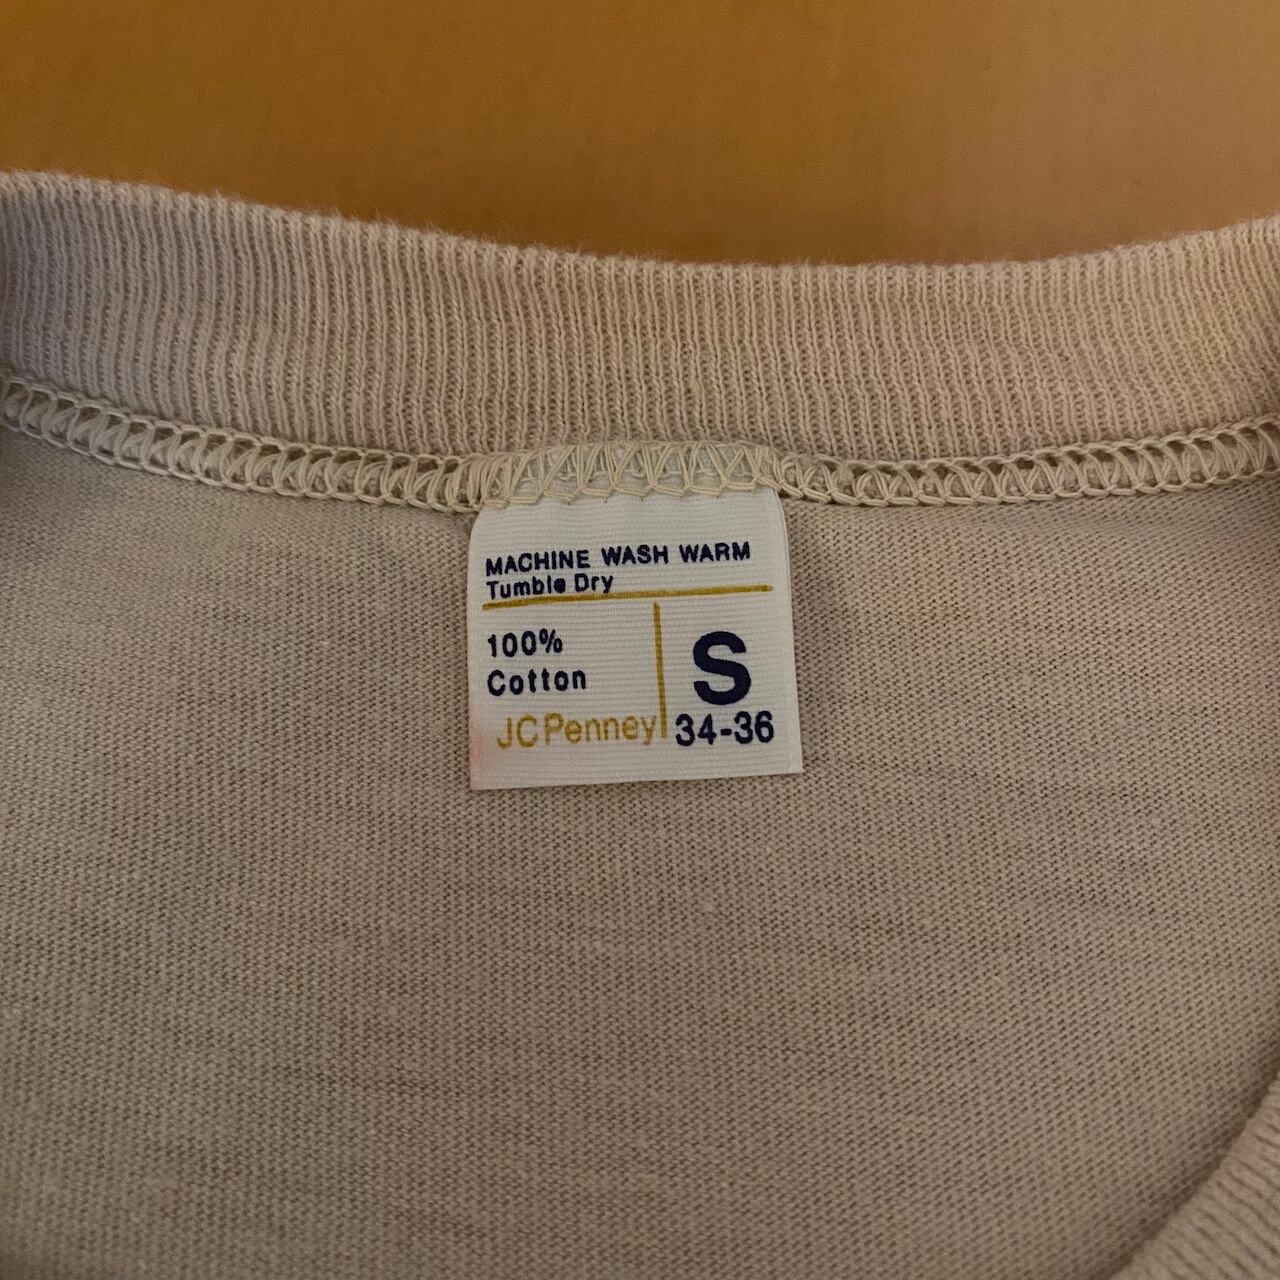 MACHINE WASH WARM
Tumble Dry
100%
Cotton
JCPenney
S
34-36